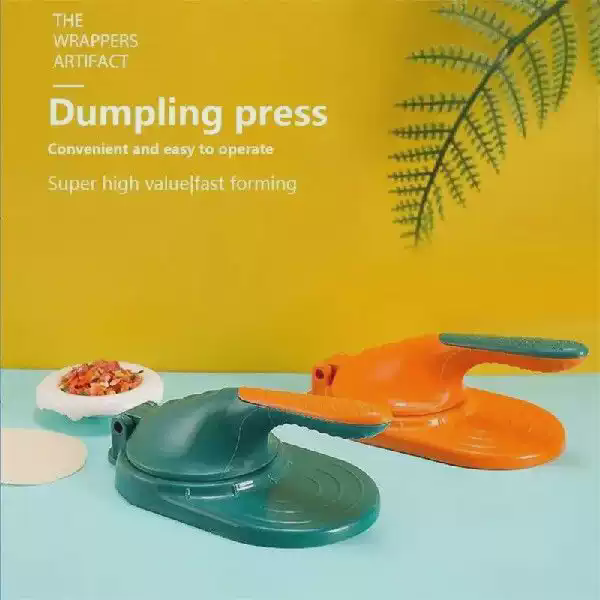 THE
WRAPPERS
ARTIFACT
Dumpling press
Convenient and easy to operate
Super high value|fast forming